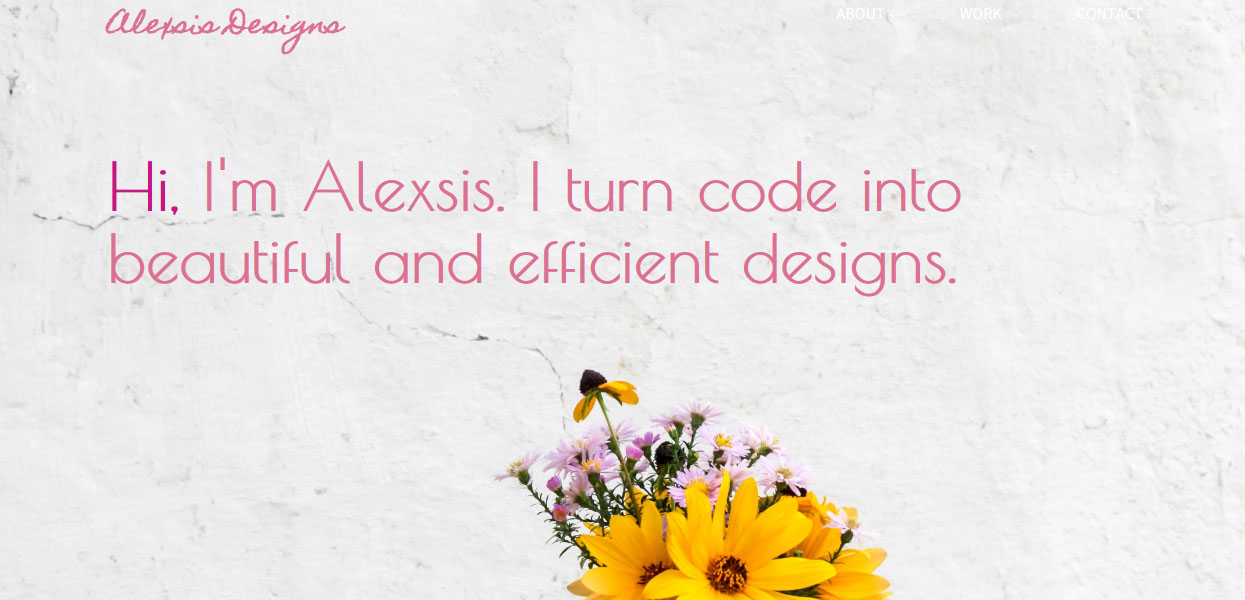 Alexsis Designs
ABOUT
WORK
CONTACT
Hi, I'm Alexsis. I turn code into
beautiful and efficient designs.